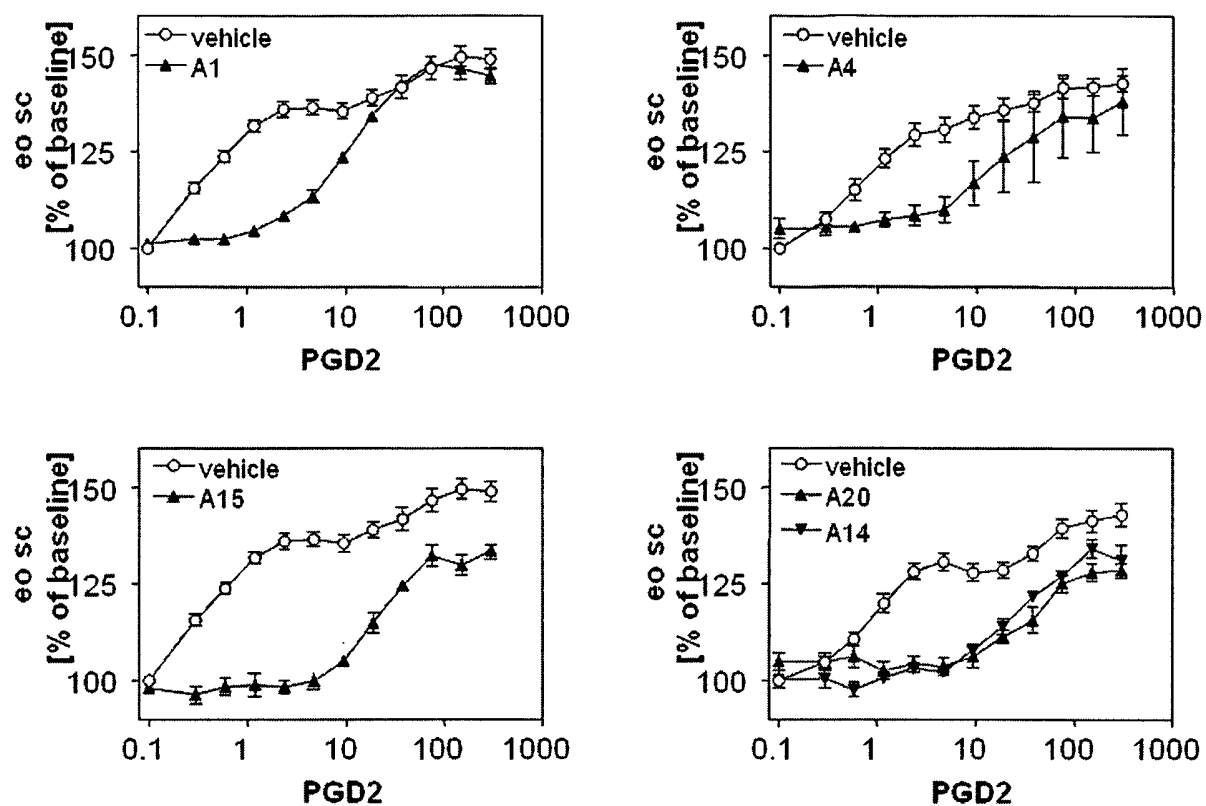 vehicle
A1
eo sc
[% of baseline]
150
125
100
0.1 1 10 100 1000
PGD2
vehicle
A4
eo sc
[% of baseline]
150
125
100
0.1 1 10 100 1000
PGD2
vehicle
A15
eo sc
[% of baseline]
150
125
100
0.1 1 10 100 1000
PGD2
vehicle
A20
A14
eo sc
[% of baseline]
150
125
100
0.1 1 10 100 1000
PGD2